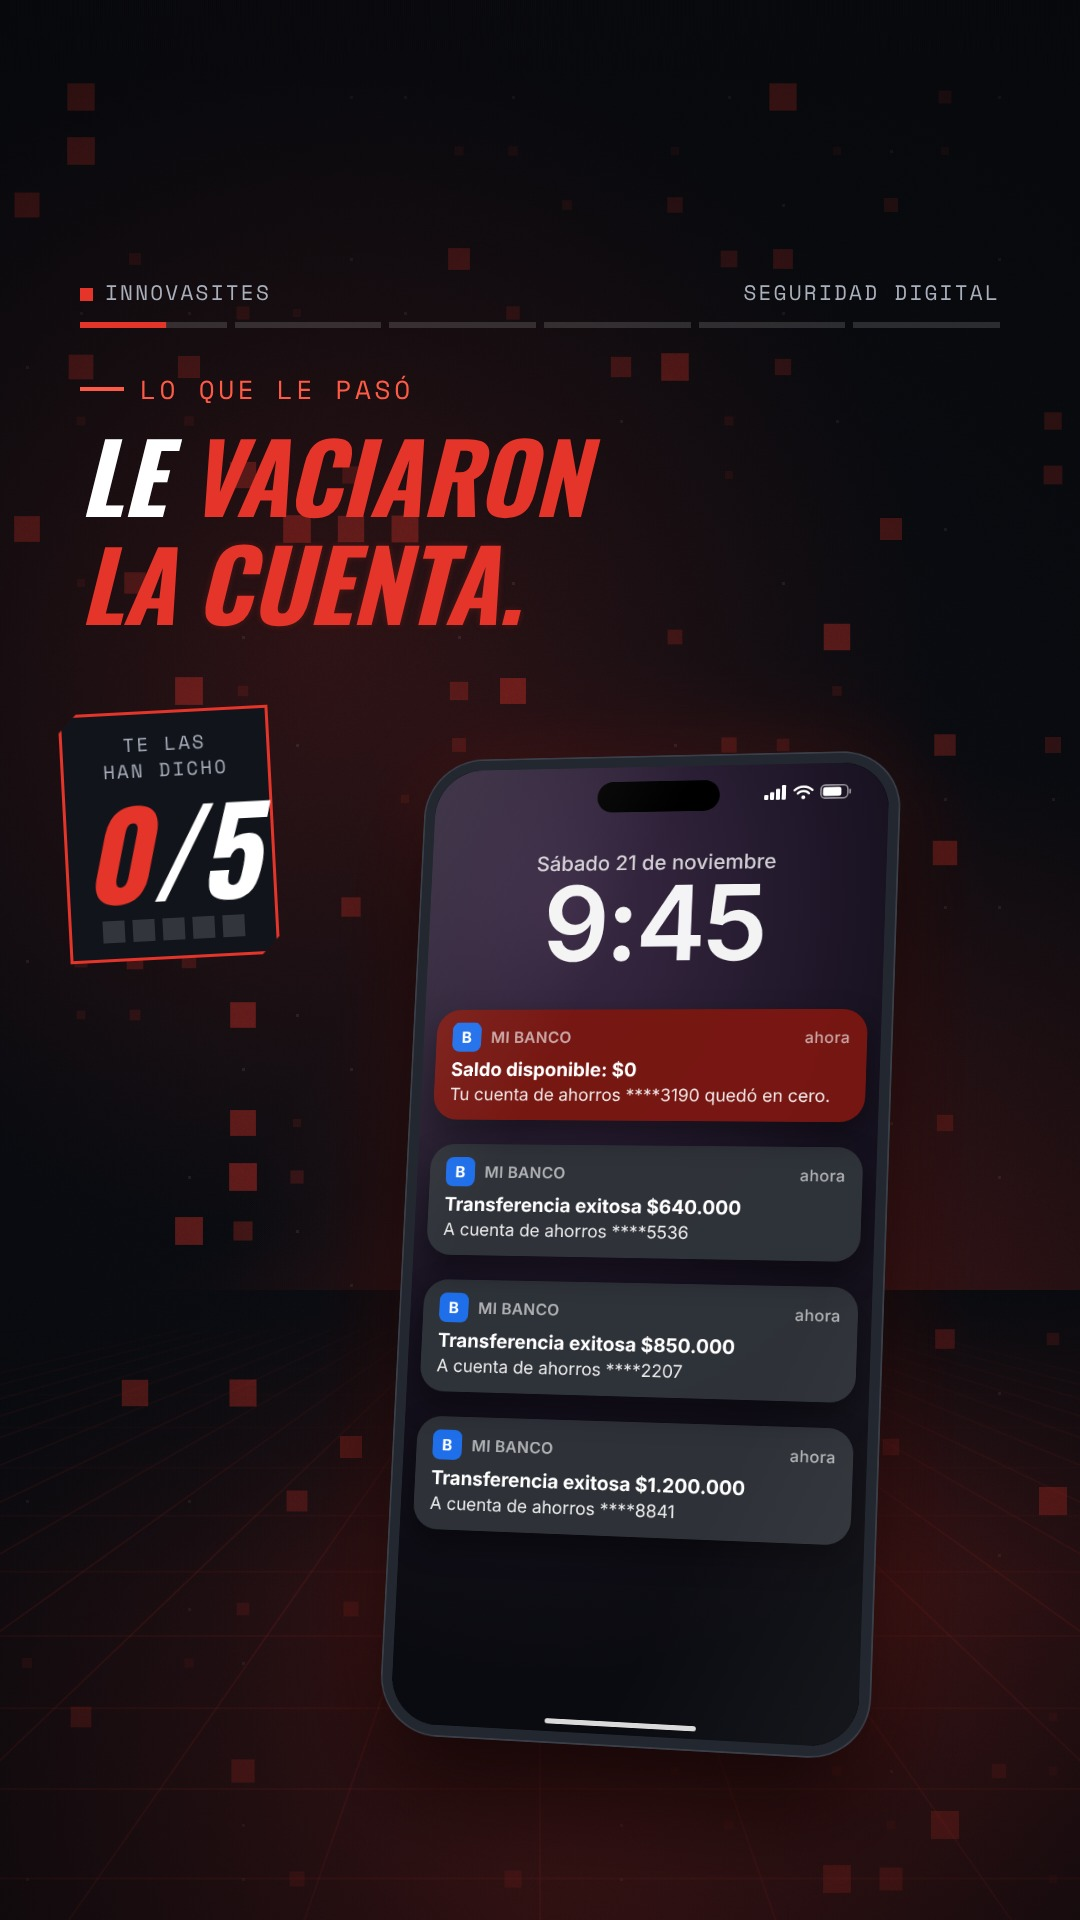 INNOVASITES
SEGURIDAD DIGITAL
LO QUE LE PASÓ
LE VACIARON
LA CUENTA.
TE LAS
HAN DICHO
0/5
Sábado 21 de noviembre
9:45
B MI BANCO ahora
Saldo disponible: $0
Tu cuenta de ahorros ****3190 quedó en cero.
B MI BANCO ahora
Transferencia exitosa $640.000
A cuenta de ahorros ****5536
B MI BANCO ahora
Transferencia exitosa $850.000
A cuenta de ahorros ****2207
B MI BANCO ahora
Transferencia exitosa $1.200.000
A cuenta de ahorros ****8841